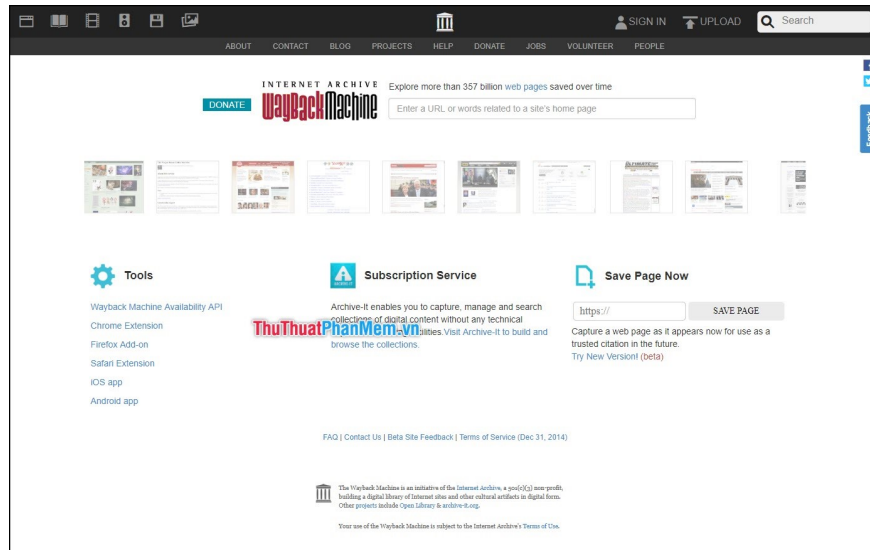 SIGN IN
UPLOAD
Search
ABOUT CONTACT BLOG PROJECTS HELP DONATE JOBS VOLUNTEER PEOPLE
DONATE
INTERNET ARCHIVE
WayBackMachine
Explore more than 357 billion web pages saved over time
Enter a URL or words related to a site's home page
Tools
Wayback Machine Availability API
Chrome Extension
Firefox Add-on
Safari Extension
iOS app
Android app
Subscription Service
Archive-It enables you to capture, manage and search
collections of digital content without any technical
Visit Archive-It to build and
browse the collections.
ThuThuatPhanMem.vn
Save Page Now
https://
SAVE PAGE
Capture a web page as it appears now for use as a
trusted citation in the future.
Try New Version! (beta)
FAQ | Contact Us | Beta Site Feedback | Terms of Service (Dec 31, 2014)
The Wayback Machine is an initiative of the Internet Archive, a 501(c)(3) non-profit,
building a digital library of Internet sites and other cultural artifacts in digital form.
Other projects include Open Library & archive-it.org.
Your use of the Wayback Machine is subject to the Internet Archive's Terms of Use.